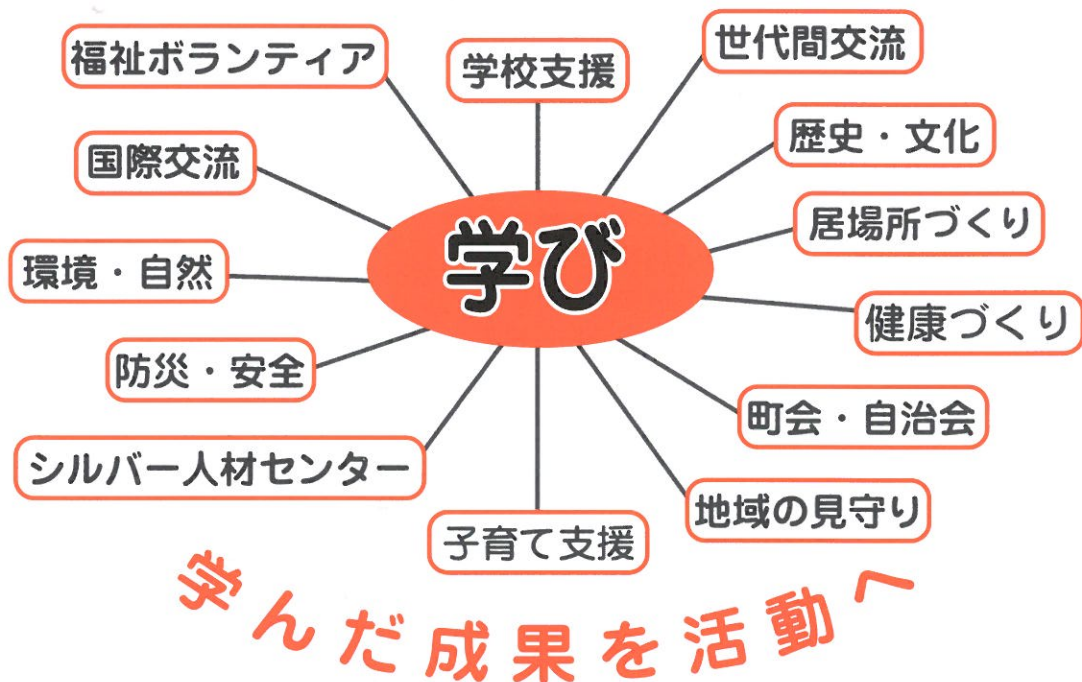 福祉ボランティア
学校支援
世代間交流
国際交流
歴史・文化
学び
居場所づくり
環境・自然
健康づくり
防災・安全
町会・自治会
シルバー人材センター
地域の見守り
子育て支援
学んだ成果を活動へ